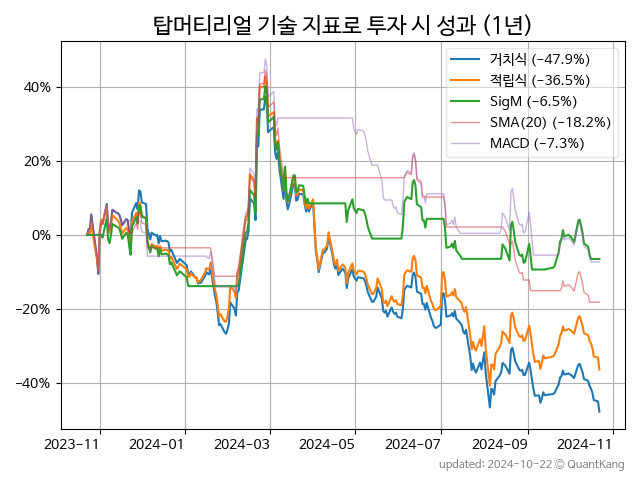 탑머티리얼 기술 지표로 투자 시 성과 (1년)
거치식 (−47.9%)
적립식 (−36.5%)
SigM (−6.5%)
SMA(20) (−18.2%)
MACD (−7.3%)
40%
20%
0%
−20%
−40%
2023−11 2024−01 2024−03 2024−05 2024−07 2024−09 2024−11
updated: 2024-10-22 © QuantKang